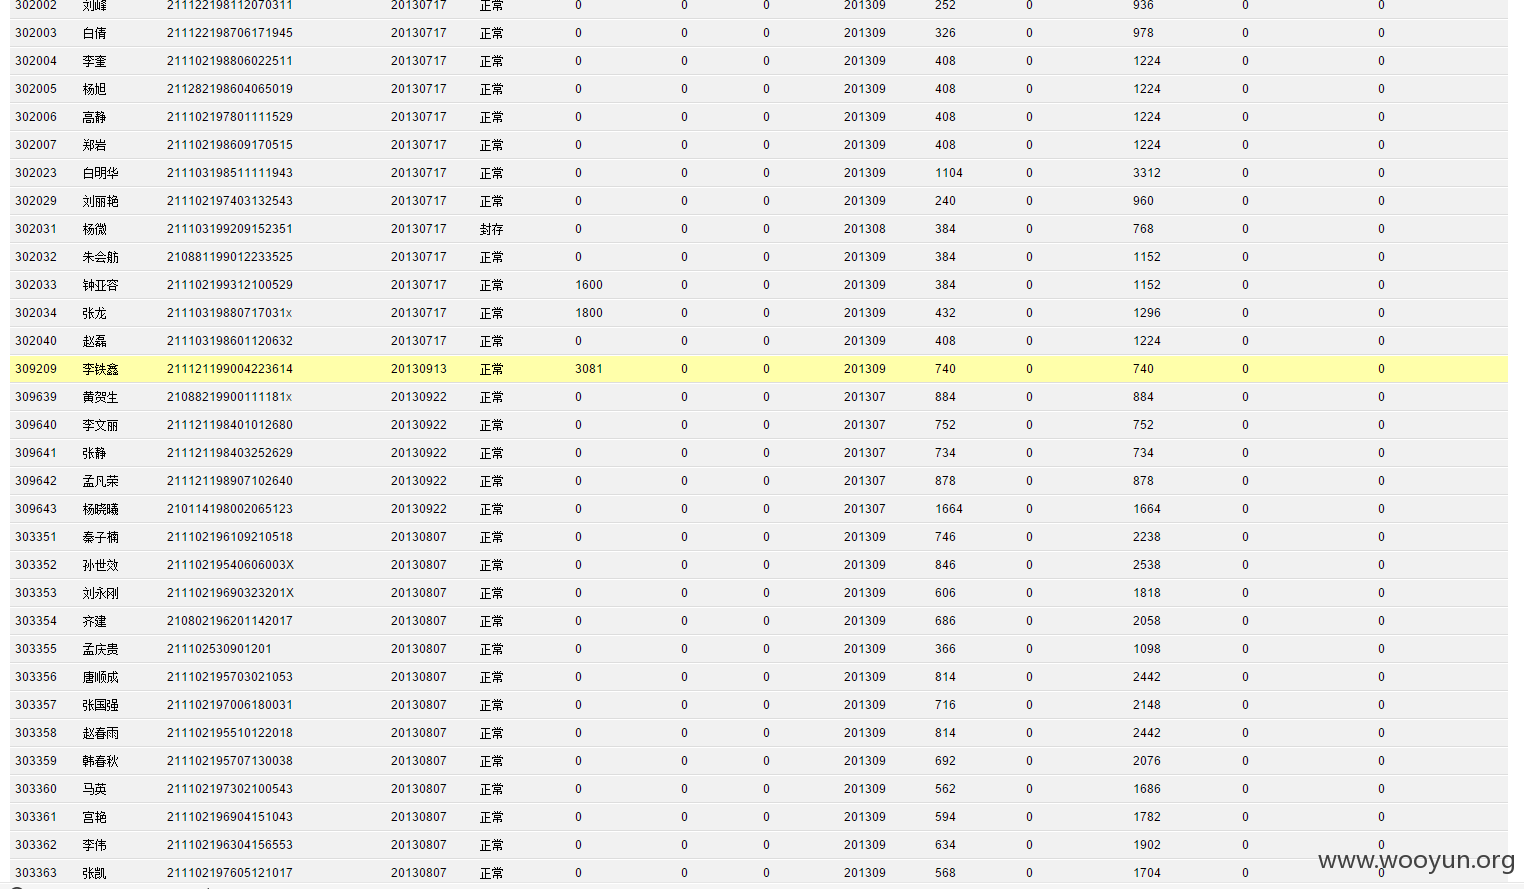 302002 刘峰 211122198112070311 20130717 正常 0 0 0 201309 252 0 936 0 0
302003 白倩 211122198706171945 20130717 正常 0 0 0 201309 326 0 978 0 0
302004 李奎 211102198806022511 20130717 正常 0 0 0 201309 408 0 1224 0 0
302005 杨旭 211282198604065019 20130717 正常 0 0 0 201309 408 0 1224 0 0
302006 高静 211102197801111529 20130717 正常 0 0 0 201309 408 0 1224 0 0
302007 郑岩 211102198609170515 20130717 正常 0 0 0 201309 408 0 1224 0 0
302023 白明华 211103198511111943 20130717 正常 0 0 0 201309 1104 0 3312 0 0
302029 刘丽艳 211102197403132543 20130717 正常 0 0 0 201309 240 0 960 0 0
302031 杨微 211103199209152351 20130717 封存 0 0 0 201308 384 0 768 0 0
302032 朱会舫 210881199012233525 20130717 正常 0 0 0 201309 384 0 1152 0 0
302033 钟亚容 211102199312100529 20130717 正常 1600 0 0 201309 384 0 1152 0 0
302034 张龙 21110319880717031x 20130717 正常 1800 0 0 201309 432 0 1296 0 0
302040 赵磊 211103198601120632 20130717 正常 0 0 0 201309 408 0 1224 0 0
309209 李铁鑫 211121199004223614 20130913 正常 3081 0 0 201309 740 0 740 0 0
309639 黄贺生 21088219900111181x 20130922 正常 0 0 0 201307 884 0 884 0 0
309640 李文丽 211121198401012680 20130922 正常 0 0 0 201307 752 0 752 0 0
309641 张静 211121198403252629 20130922 正常 0 0 0 201307 734 0 734 0 0
309642 孟凡荣 211121198907102640 20130922 正常 0 0 0 201307 878 0 878 0 0
309643 杨晓曦 210114198002065123 20130922 正常 0 0 0 201307 1664 0 1664 0 0
303351 秦子楠 211102196109210518 20130807 正常 0 0 0 201309 746 0 2238 0 0
303352 孙世效 21110219540606003X 20130807 正常 0 0 0 201309 846 0 2538 0 0
303353 刘永刚 21110219690323201X 20130807 正常 0 0 0 201309 606 0 1818 0 0
303354 齐建 210802196201142017 20130807 正常 0 0 0 201309 686 0 2058 0 0
303355 孟庆贵 211102530901201 20130807 正常 0 0 0 201309 366 0 1098 0 0
303356 唐顺成 211102195703021053 20130807 正常 0 0 0 201309 814 0 2442 0 0
303357 张国强 211102197006180031 20130807 正常 0 0 0 201309 716 0 2148 0 0
303358 赵春雨 211102195510122018 20130807 正常 0 0 0 201309 814 0 2442 0 0
303359 韩春秋 211102195707130038 20130807 正常 0 0 0 201309 692 0 2076 0 0
303360 马英 211102197302100543 20130807 正常 0 0 0 201309 562 0 1686 0 0
303361 宫艳 211102196904151043 20130807 正常 0 0 0 201309 594 0 1782 0 0
303362 李伟 211102196304156553 20130807 正常 0 0 0 201309 634 0 1902 0 0
303363 张凯 211102197605121017 20130807 正常 0 0 0 201309 568 0 1704 0 0
www.wooyun.org